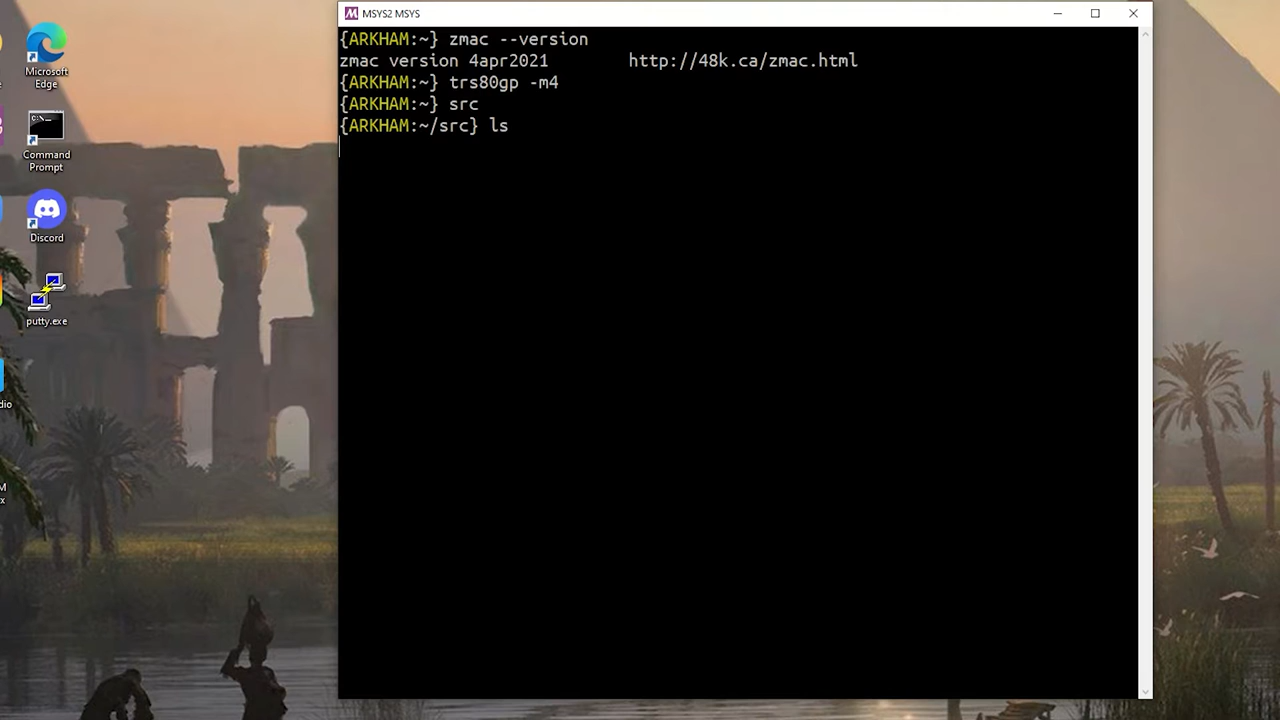 MSYS2 MSYS
{ARKHAM:~} zmac --version
zmac version 4apr2021 http://48k.ca/zmac.html
{ARKHAM:~} trs80gp -m4
{ARKHAM:~} src
{ARKHAM:~/src} ls
Microsoft
Edge
C:\_
Command
Prompt
Discord
putty.exe
dio
M
x